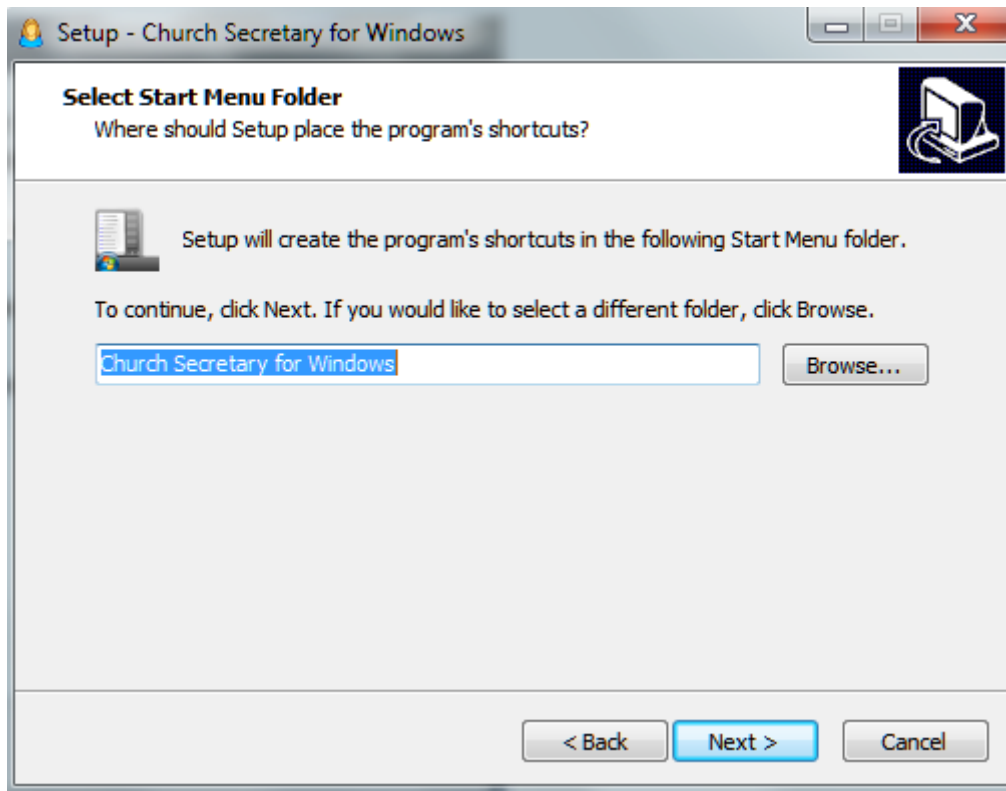 Setup - Church Secretary for Windows
Select Start Menu Folder
Where should Setup place the program's shortcuts?
Setup will create the program's shortcuts in the following Start Menu folder.
To continue, click Next. If you would like to select a different folder, click Browse.
Church Secretary for Windows
Browse...
< Back
Next >
Cancel